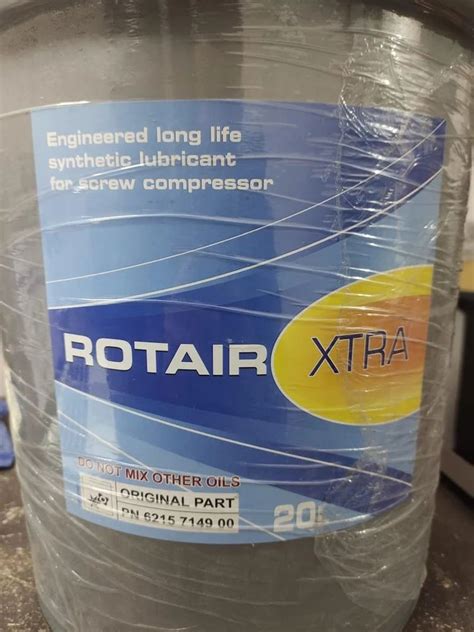 Engineered long life
synthetic lubricant
for screw compressor
ROTAIR XTRA
DO NOT MIX OTHER OILS
ORIGINAL PART
PN 6215 7149 00
20